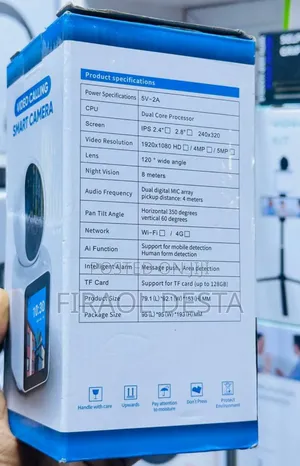 VIDEO CALLING
SMART CAMERA
10:30
Product specifications
Power Specifications 5V⎓2A
CPU Dual Core Processor
Screen IPS 2.4"□ 2.8"□ 240x320
Video Resolution 1920x1080 HD□/ 4MP□/ 5MP□
Lens 120 ° wide angle
Night Vision 8 meters
Audio Frequency Dual digital MIC array
pickup distance: 4 meters
Pan Tilt Angle Horizontal 350 degrees
vertical 60 degrees
Network Wi-Fi□/ 4G□
Ai Function Support for mobile detection
Human form detection
Intelligent Alarm Message push, Area detection
TF Card Support for TF card (up to 128GB)
Product Size
Package Size
FIRAOL DESTA
Handle with care
Upwards
Pay attention
to moisture
Don't Press
Protect
Environment